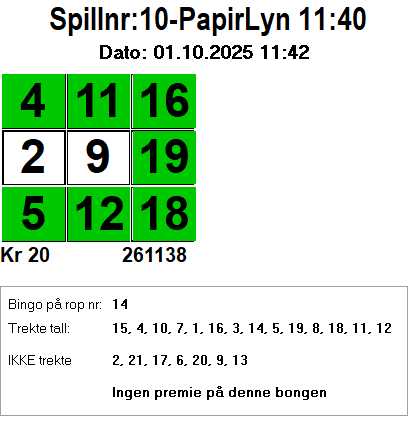 Spillnr:10-PapirLyn 11:40
Dato: 01.10.2025 11:42
4 11 16
2 9 19
5 12 18
Kr 20 261138
Bingo på rop nr: 14
Trekte tall: 15, 4, 10, 7, 1, 16, 3, 14, 5, 19, 8, 18, 11, 12
IKKE trekte 2, 21, 17, 6, 20, 9, 13
Ingen premie på denne bongen